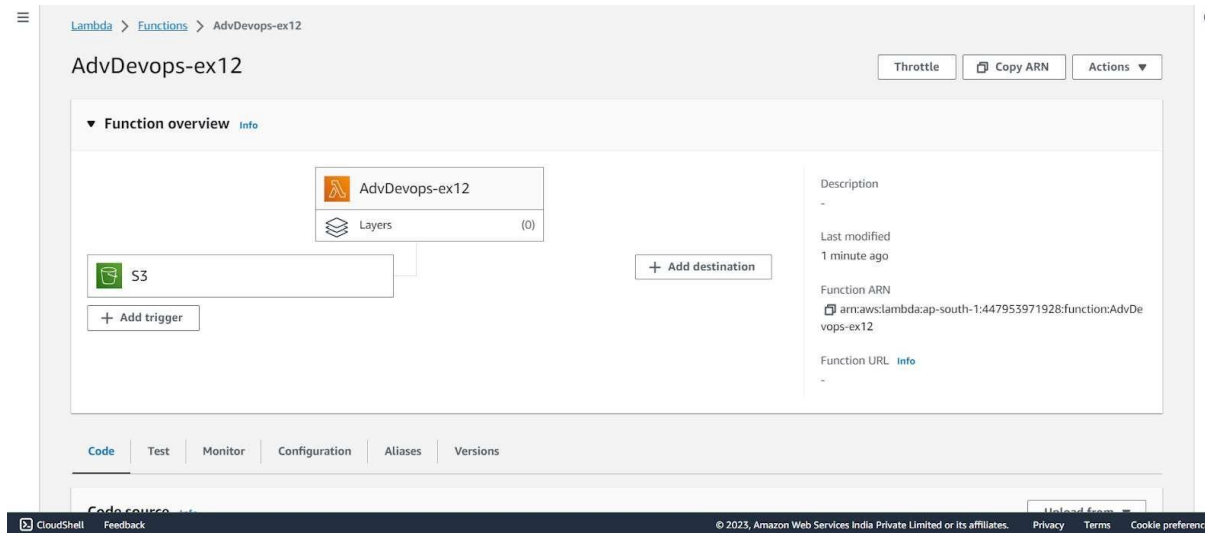 Lambda > Functions > AdvDevops-ex12
AdvDevops-ex12
Throttle
Copy ARN
Actions ▼
▼ Function overview Info
AdvDevops-ex12
Layers (0)
S3
+ Add trigger
+ Add destination
Description
-
Last modified
1 minute ago
Function ARN
arn:aws:lambda:ap-south-1:447953971928:function:AdvDe
vops-ex12
Function URL Info
-
Code Test Monitor Configuration Aliases Versions
Code source Info
Upload from ▼
CloudShell Feedback © 2023, Amazon Web Services India Private Limited or its affiliates. Privacy Terms Cookie preferenc